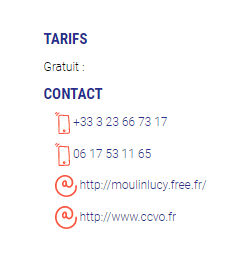 TARIFS
Gratuit :
CONTACT
+33 3 23 66 73 17
06 17 53 11 65
http://moulinlucy.free.fr/
http://www.ccvo.fr